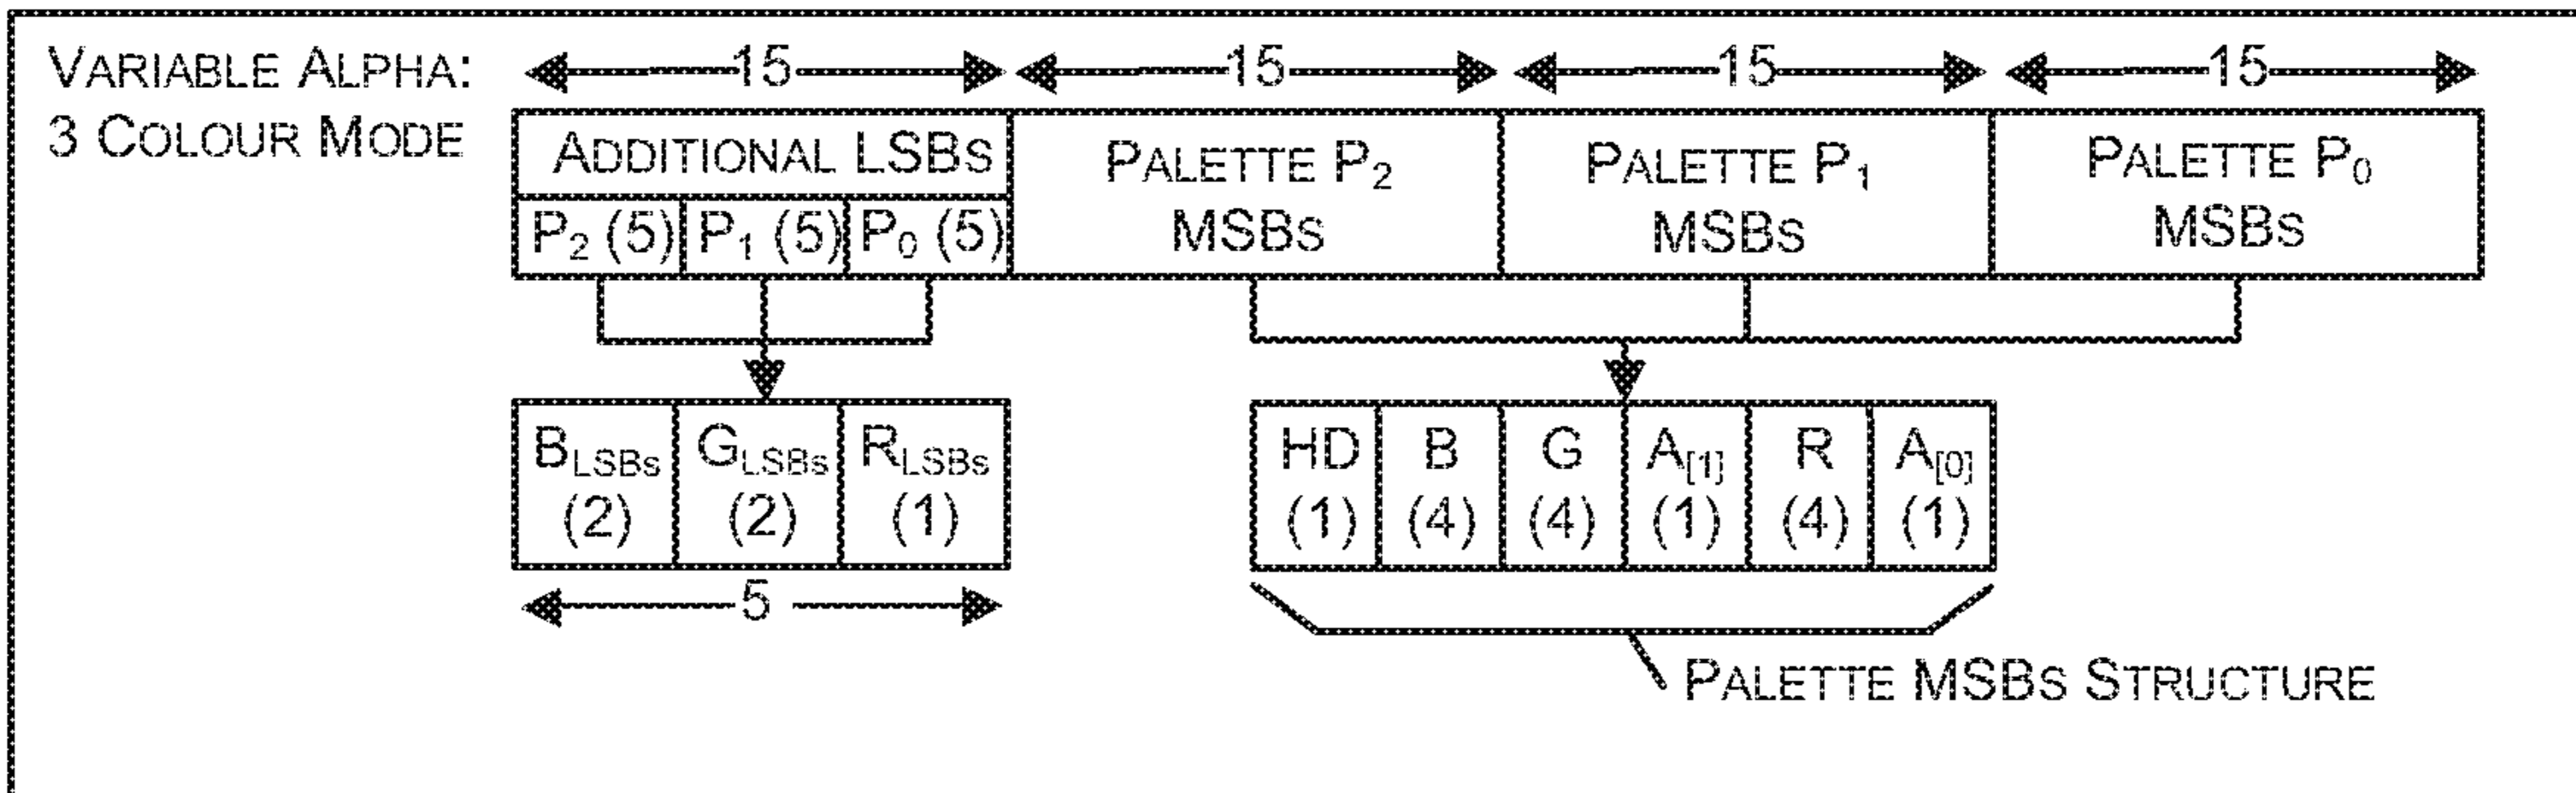 VARIABLE ALPHA:
3 COLOUR MODE
15 15 15 15
ADDITIONAL LSBs
P2 (5) P1 (5) P0 (5)
PALETTE P2
MSBs
PALETTE P1
MSBs
PALETTE P0
MSBs
BLSBs
(2)
GLSBs
(2)
RLSBs
(1)
5
HD
(1)
B
(4)
G
(4)
A[1]
(1)
R
(4)
A[0]
(1)
PALETTE MSBs STRUCTURE